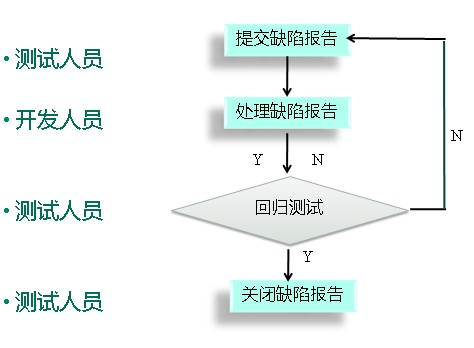 提交缺陷报告
• 测试人员
处理缺陷报告
• 开发人员
N
Y N
• 测试人员
回归测试
Y
• 测试人员
关闭缺陷报告